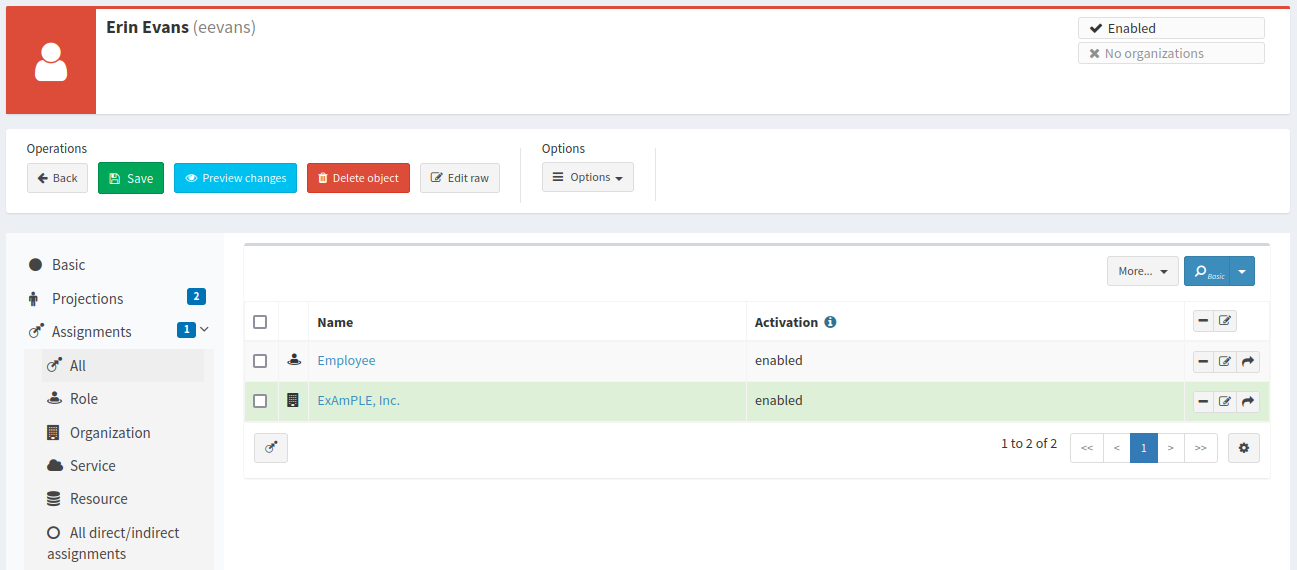 Erin Evans (eevans)
Enabled
No organizations
Operations
Options
Back
Save
Preview changes
Delete object
Edit raw
Options
Basic
Projections 2
Assignments 1
All
Role
Organization
Service
Resource
All direct/indirect
assignments
More...
Basic
Name Activation
Employee enabled
ExAmPLE, Inc. enabled
1 to 2 of 2 << < 1 > >>